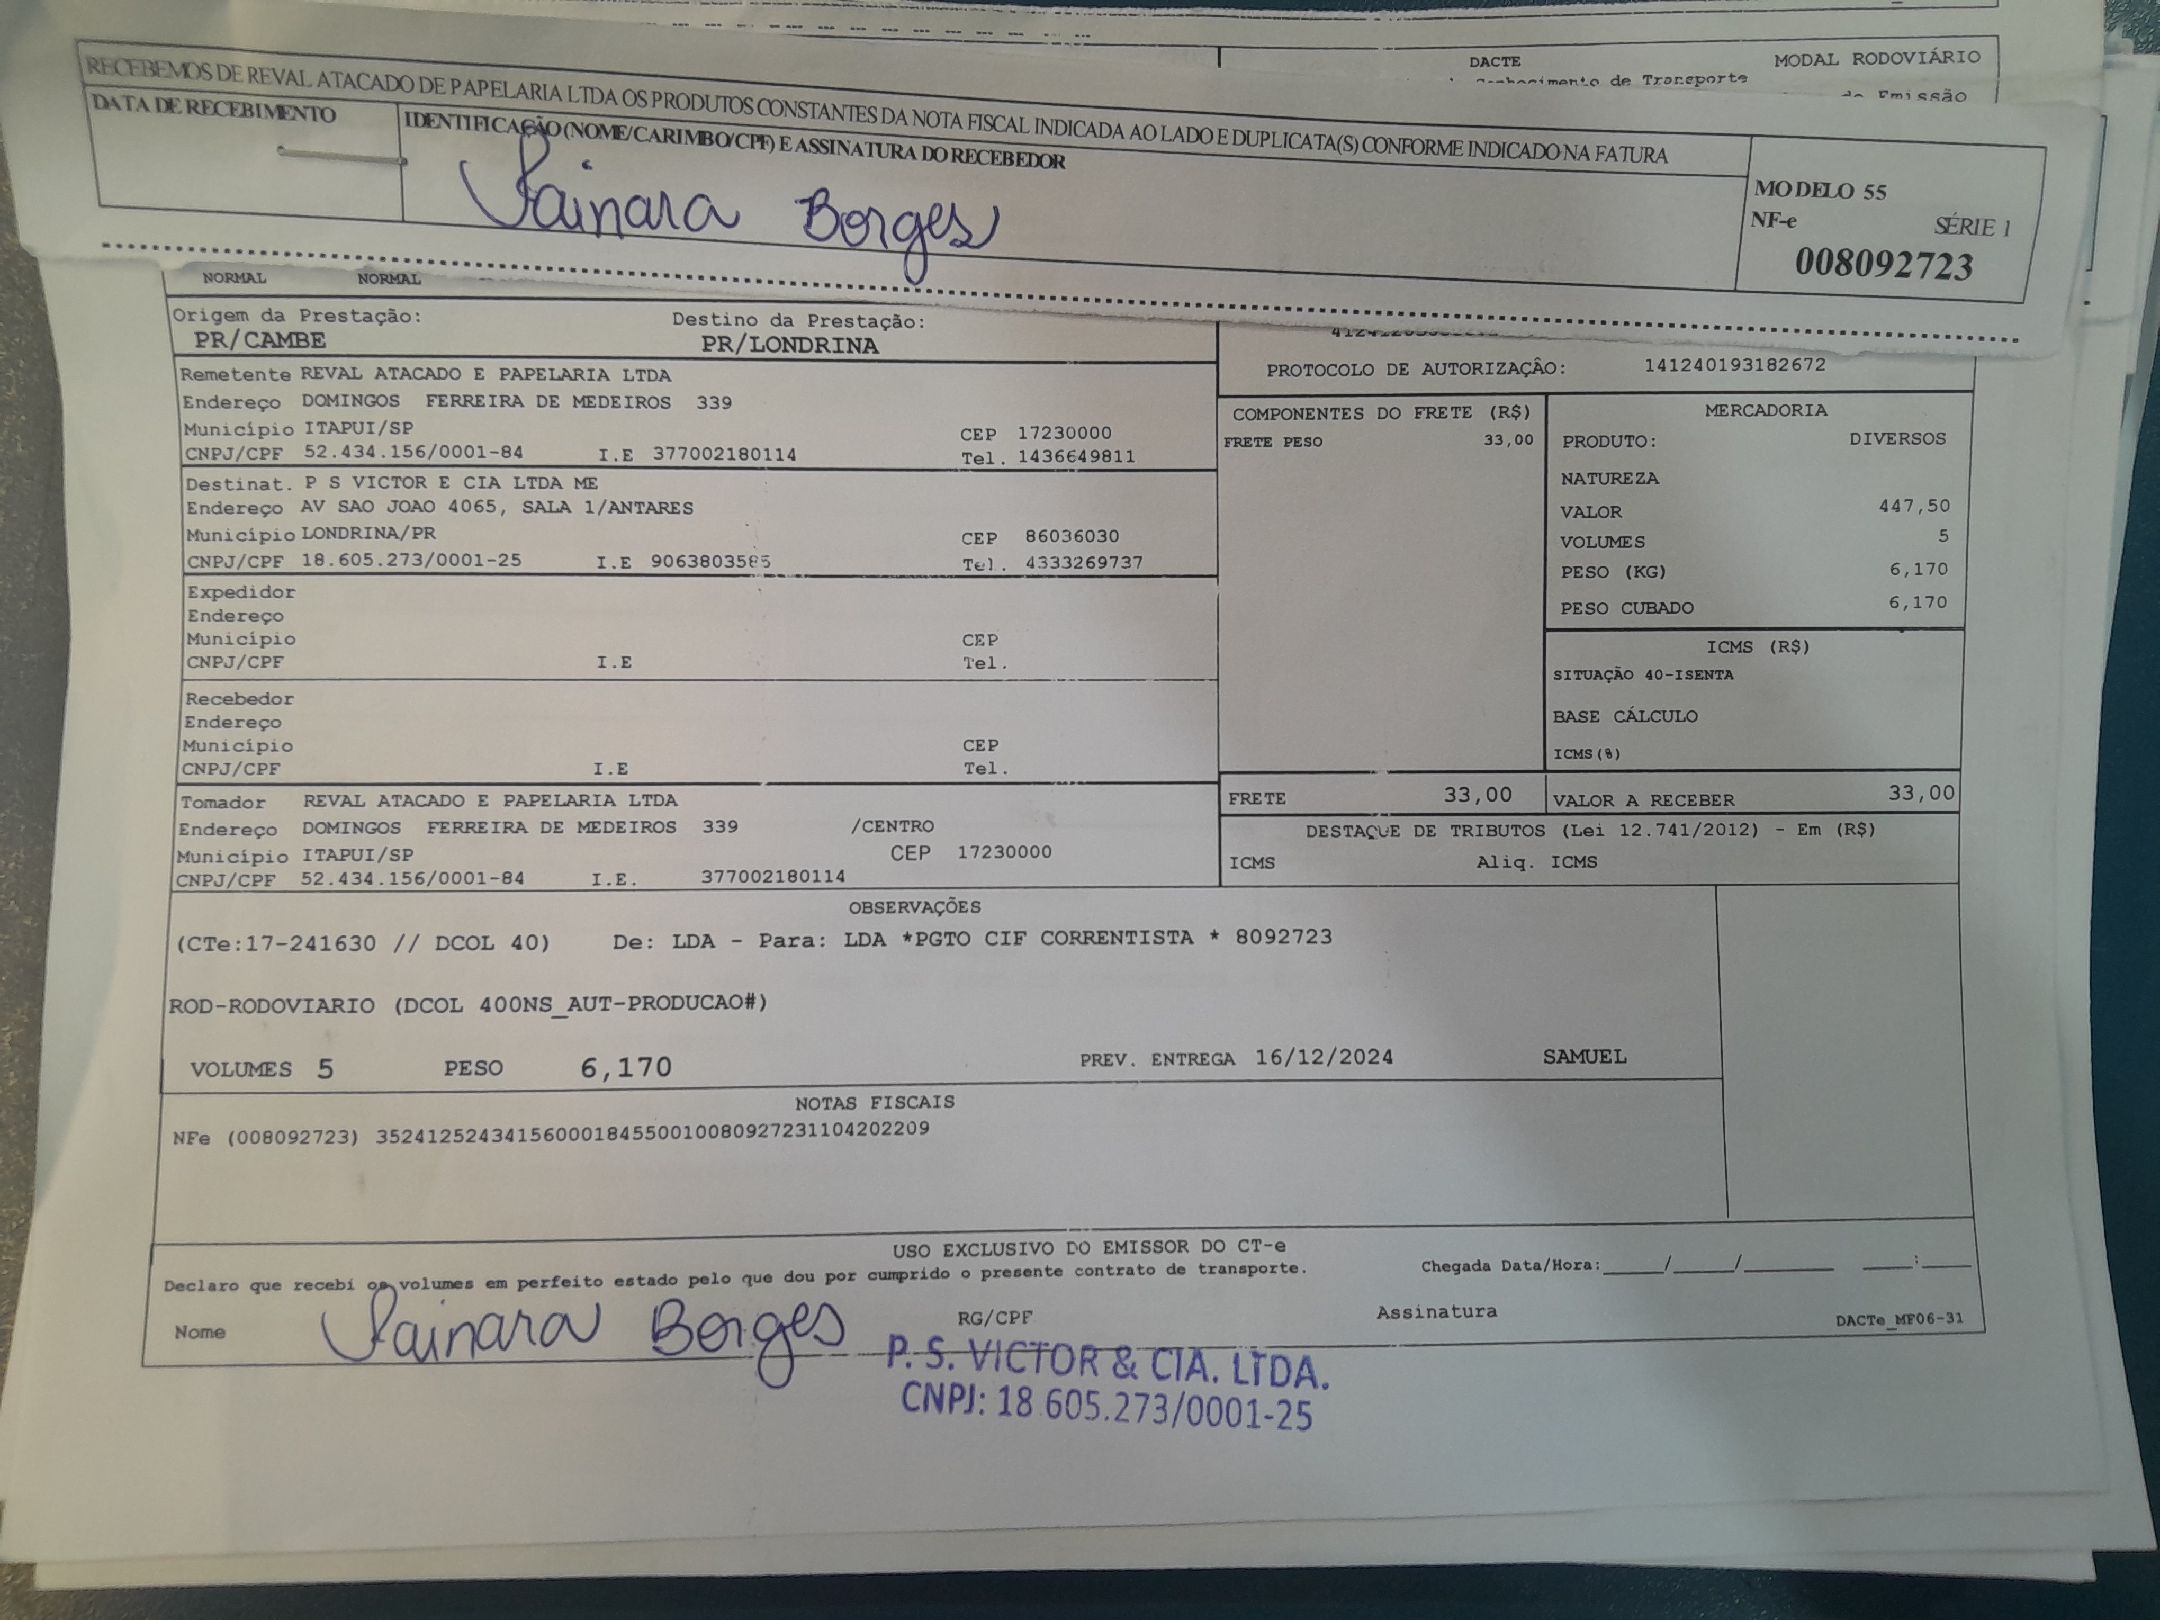 DACTE MODAL RODOVIÁRIO
Conhecimento de Transporte
Emissão
RECEBEMOS DE REVAL ATACADO DE PAPELARIA LTDA OS PRODUTOS CONSTANTES DA NOTA FISCAL INDICADA AO LADO E DUPLICATA(S) CONFORME INDICADO NA FATURA
DATA DE RECEBIMENTO
IDENTIFICAÇÃO (NOME/CARIMBO/CPF) E ASSINATURA DO RECEBEDOR
Borges
MODELO 55
NF-e SÉRIE 1
008092723
NORMAL NORMAL
Origem da Prestação: Destino da Prestação:
PR/CAMBE PR/LONDRINA
PROTOCOLO DE AUTORIZAÇÂO: 141240193182672
Remetente REVAL ATACADO E PAPELARIA LTDA
Endereço DOMINGOS FERREIRA DE MEDEIROS 339
Município ITAPUI/SP CEP 17230000
CNPJ/CPF 52.434.156/0001-84 I.E 377002180114 Tel. 1436649811
Destinat. P S VICTOR E CIA LTDA ME
Endereço AV SAO JOAO 4065, SALA 1/ANTARES
Município LONDRINA/PR CEP 86036030
CNPJ/CPF 18.605.273/0001-25 I.E 9063803585 Tel. 4333269737
Expedidor
Endereço
Município CEP
CNPJ/CPF I.E Tel.
Recebedor
Endereço
Município CEP
CNPJ/CPF I.E Tel.
Tomador REVAL ATACADO E PAPELARIA LTDA
Endereço DOMINGOS FERREIRA DE MEDEIROS 339 /CENTRO
Município ITAPUI/SP CEP 17230000
CNPJ/CPF 52.434.156/0001-84 I.E. 377002180114
COMPONENTES DO FRETE (R$)
FRETE PESO 33,00
MERCADORIA
PRODUTO: DIVERSOS
NATUREZA
VALOR 447,50
VOLUMES 5
PESO (KG) 6,170
PESO CUBADO 6,170
ICMS (R$)
SITUAÇÃO 40-ISENTA
BASE CÁLCULO
ICMS(%)
FRETE 33,00 VALOR A RECEBER 33,00
DESTAQUE DE TRIBUTOS (Lei 12.741/2012) - Em (R$)
ICMS Aliq. ICMS
OBSERVAÇÕES
(CTe:17-241630 // DCOL 40) De: LDA - Para: LDA *PGTO CIF CORRENTISTA * 8092723
ROD-RODOVIARIO (DCOL 400NS_AUT-PRODUCAO#)
VOLUMES 5 PESO 6,170 PREV. ENTREGA 16/12/2024 SAMUEL
NOTAS FISCAIS
NFe (008092723) 35241252434156000184550010080927231104202209
USO EXCLUSIVO DO EMISSOR DO CT-e
Declaro que recebi os volumes em perfeito estado pelo que dou por cumprido o presente contrato de transporte. Chegada Data/Hora:____/____/______ ___:___
Nome Borges RG/CPF Assinatura DACTe_MF06-31
P. S. VICTOR & CIA. LTDA.
CNPJ: 18.605.273/0001-25